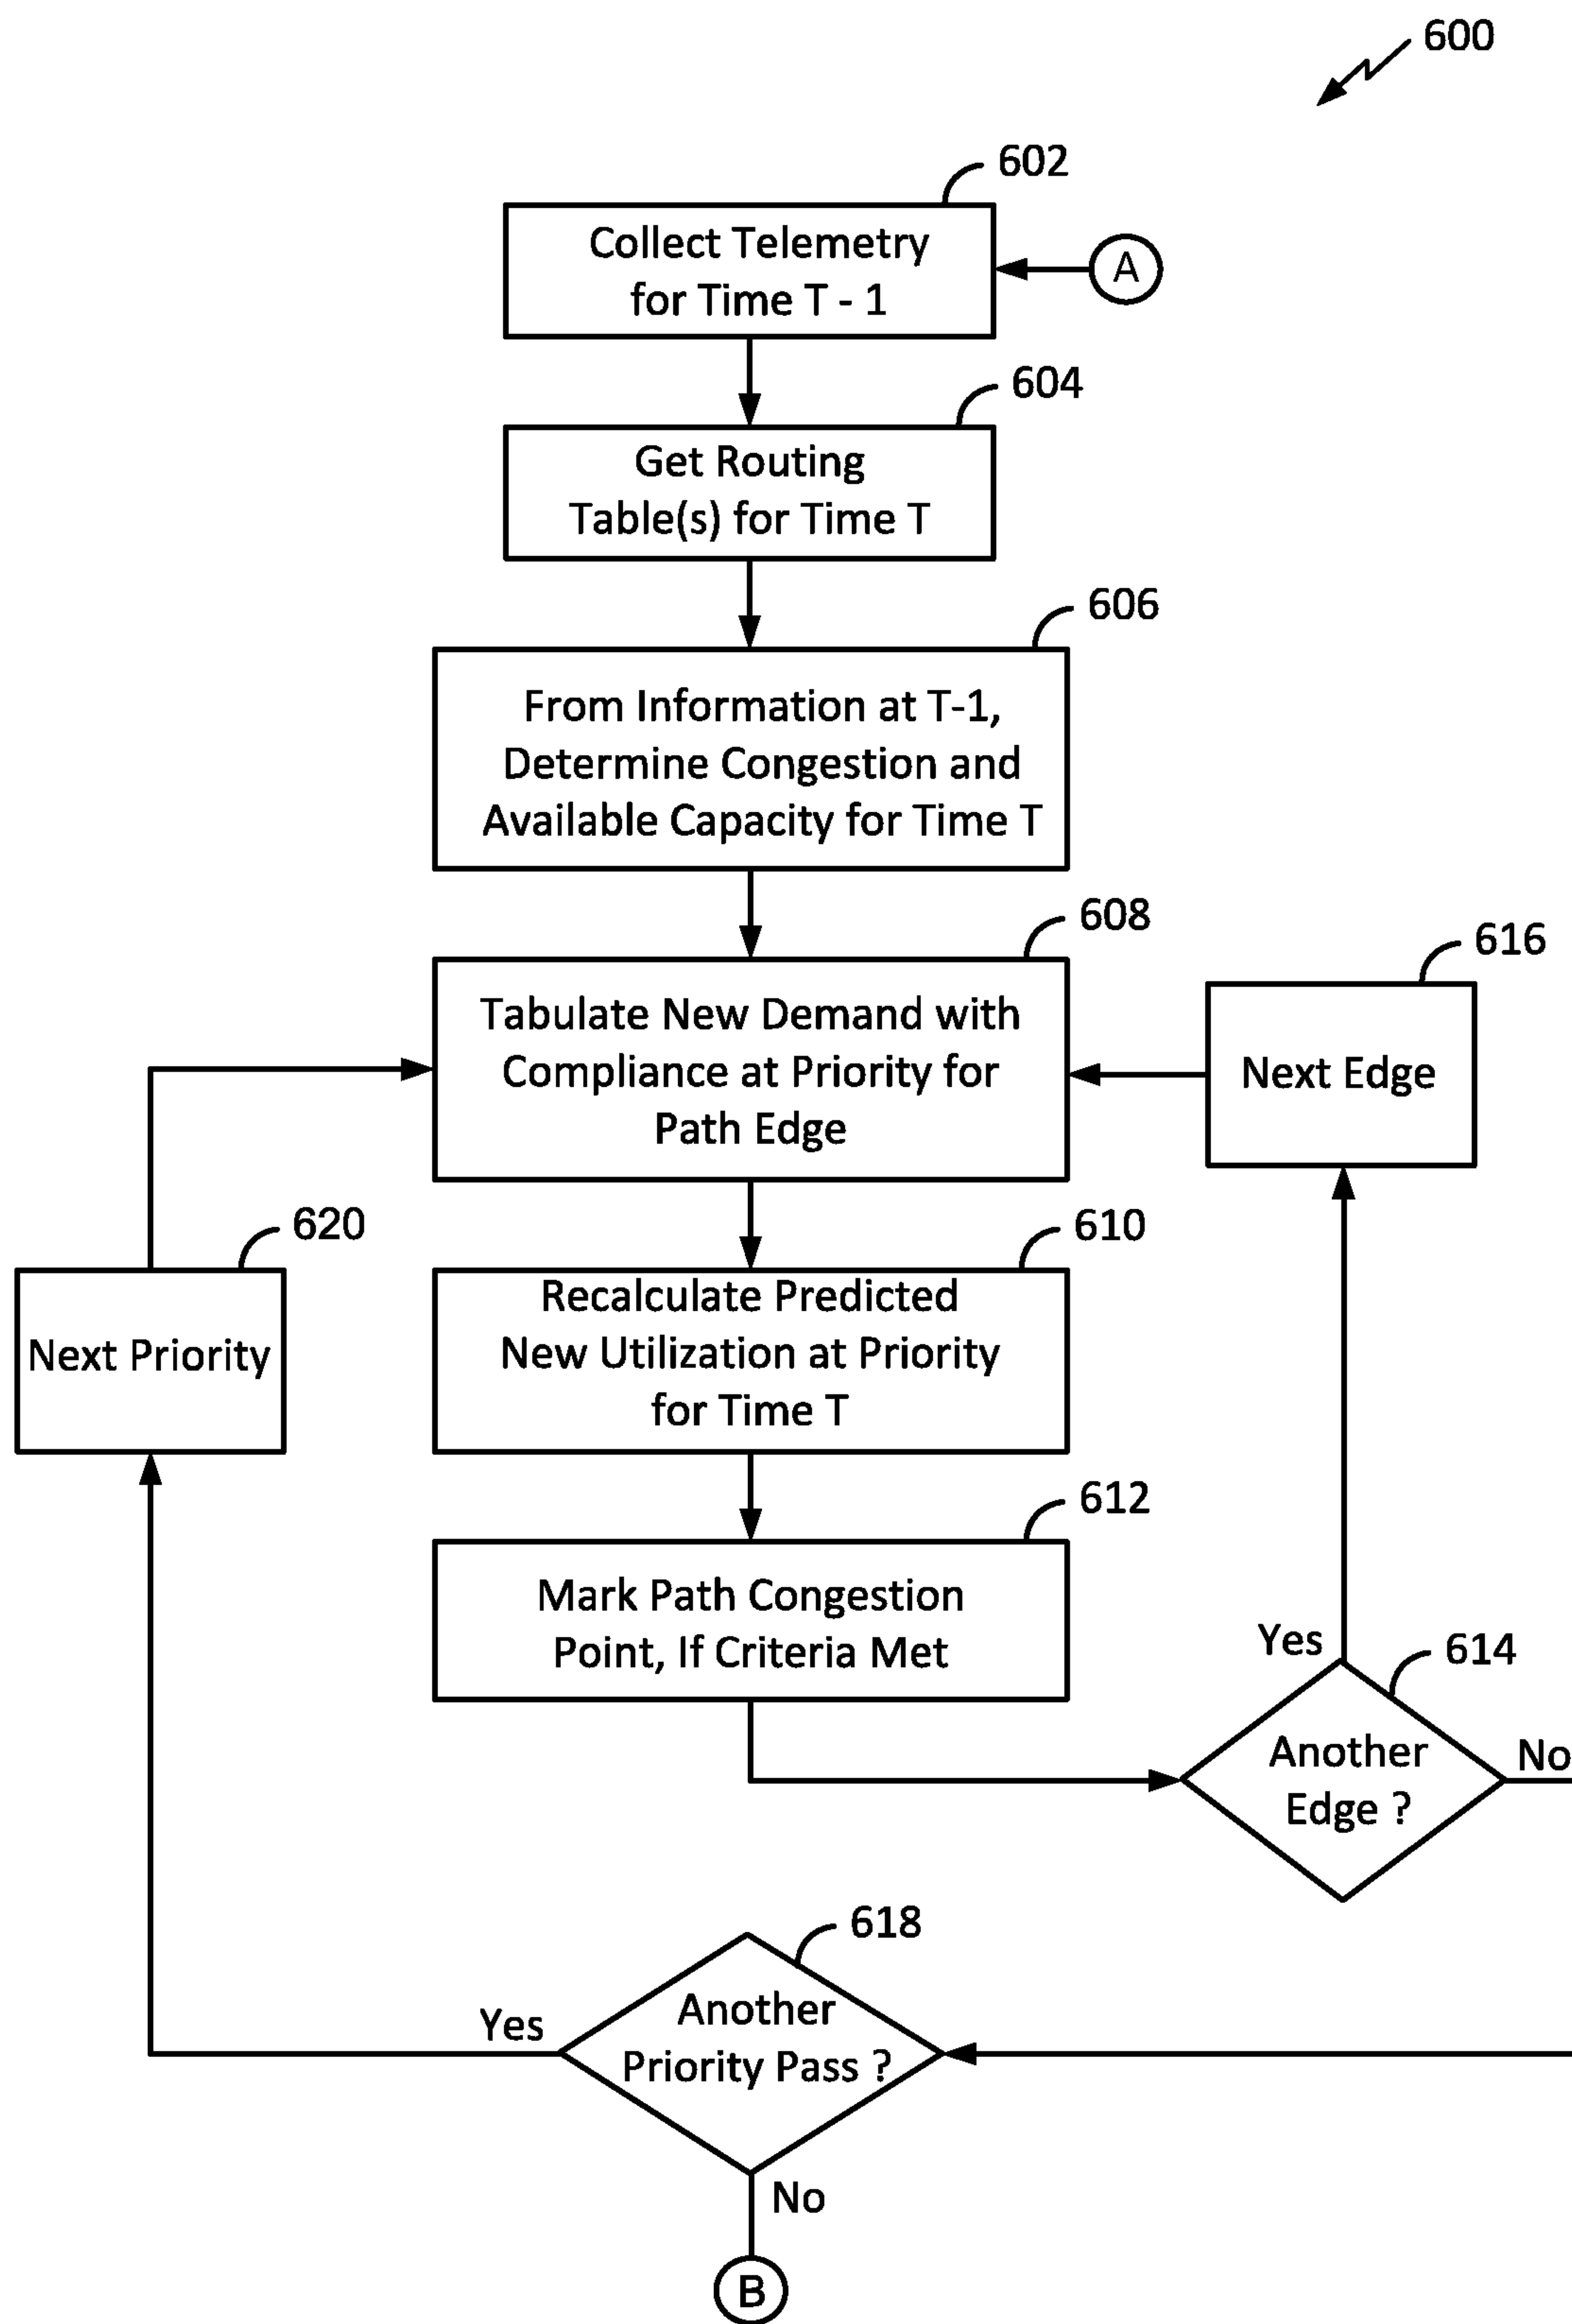 600
602
Collect Telemetry
for Time T - 1
A
604
Get Routing
Table(s) for Time T
606
From Information at T-1,
Determine Congestion and
Available Capacity for Time T
608
616
Tabulate New Demand with
Compliance at Priority for
Path Edge
Next Edge
620
610
Next Priority
Recalculate Predicted
New Utilization at Priority
for Time T
612
Mark Path Congestion
Point, If Criteria Met
Yes
614
Another
Edge ?
No
618
Another
Priority Pass ?
Yes
No
B